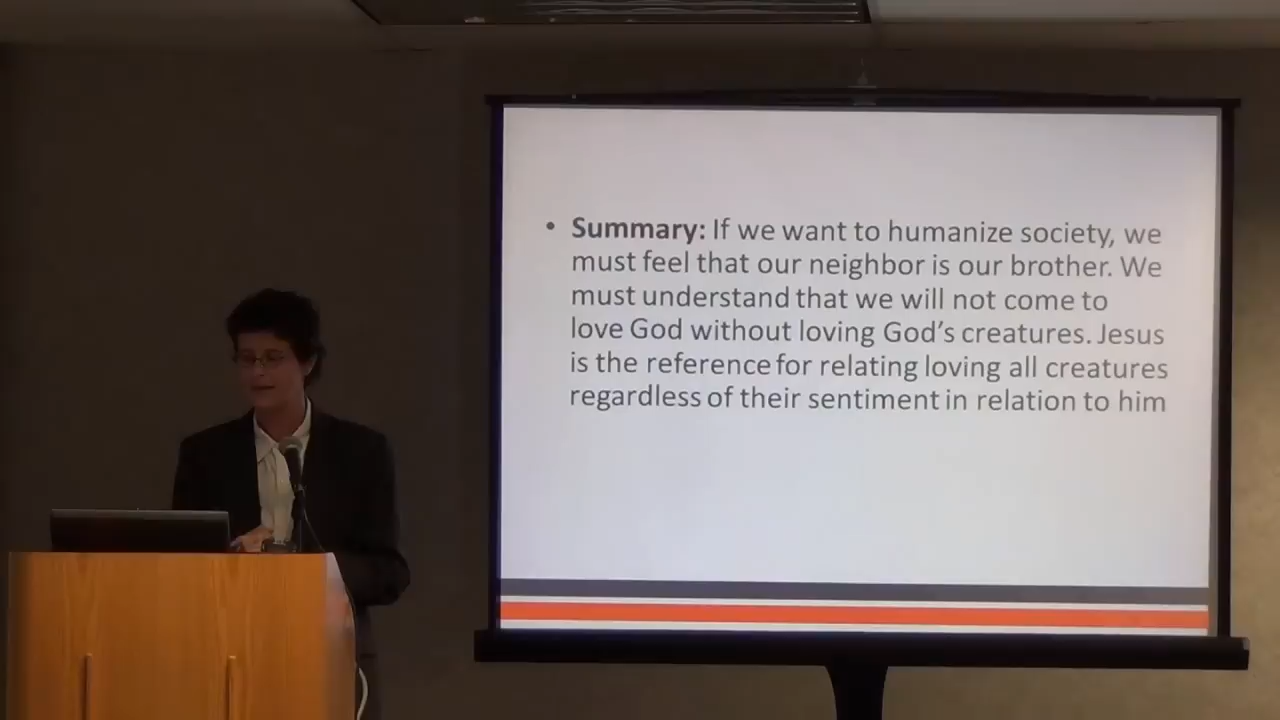 • Summary: If we want to humanize society, we
must feel that our neighbor is our brother. We
must understand that we will not come to
love God without loving God’s creatures. Jesus
is the reference for relating loving all creatures
regardless of their sentiment in relation to him